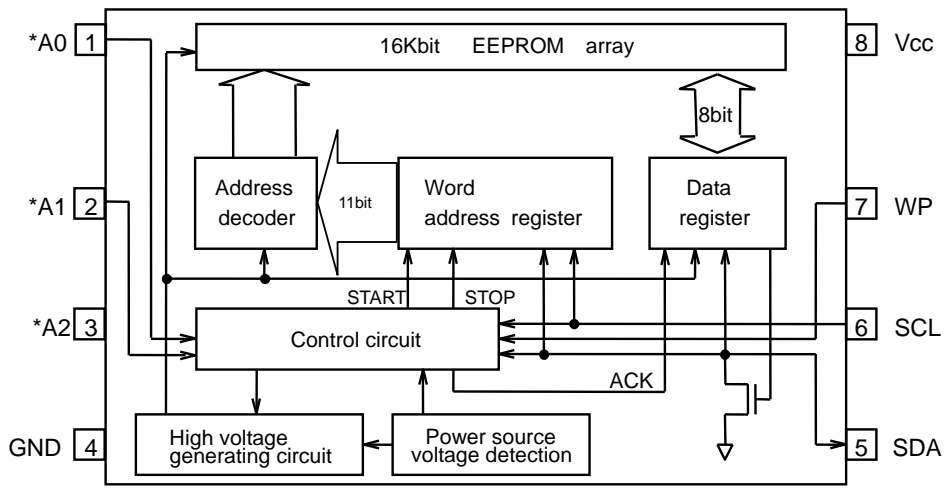 *A0 1
16Kbit EEPROM array
8 Vcc
8bit
*A1 2
Address
decoder
11bit
Word
address register
Data
register
7 WP
START
STOP
*A2 3
Control circuit
6 SCL
ACK
GND 4
High voltage
generating circuit
Power source
voltage detection
5 SDA